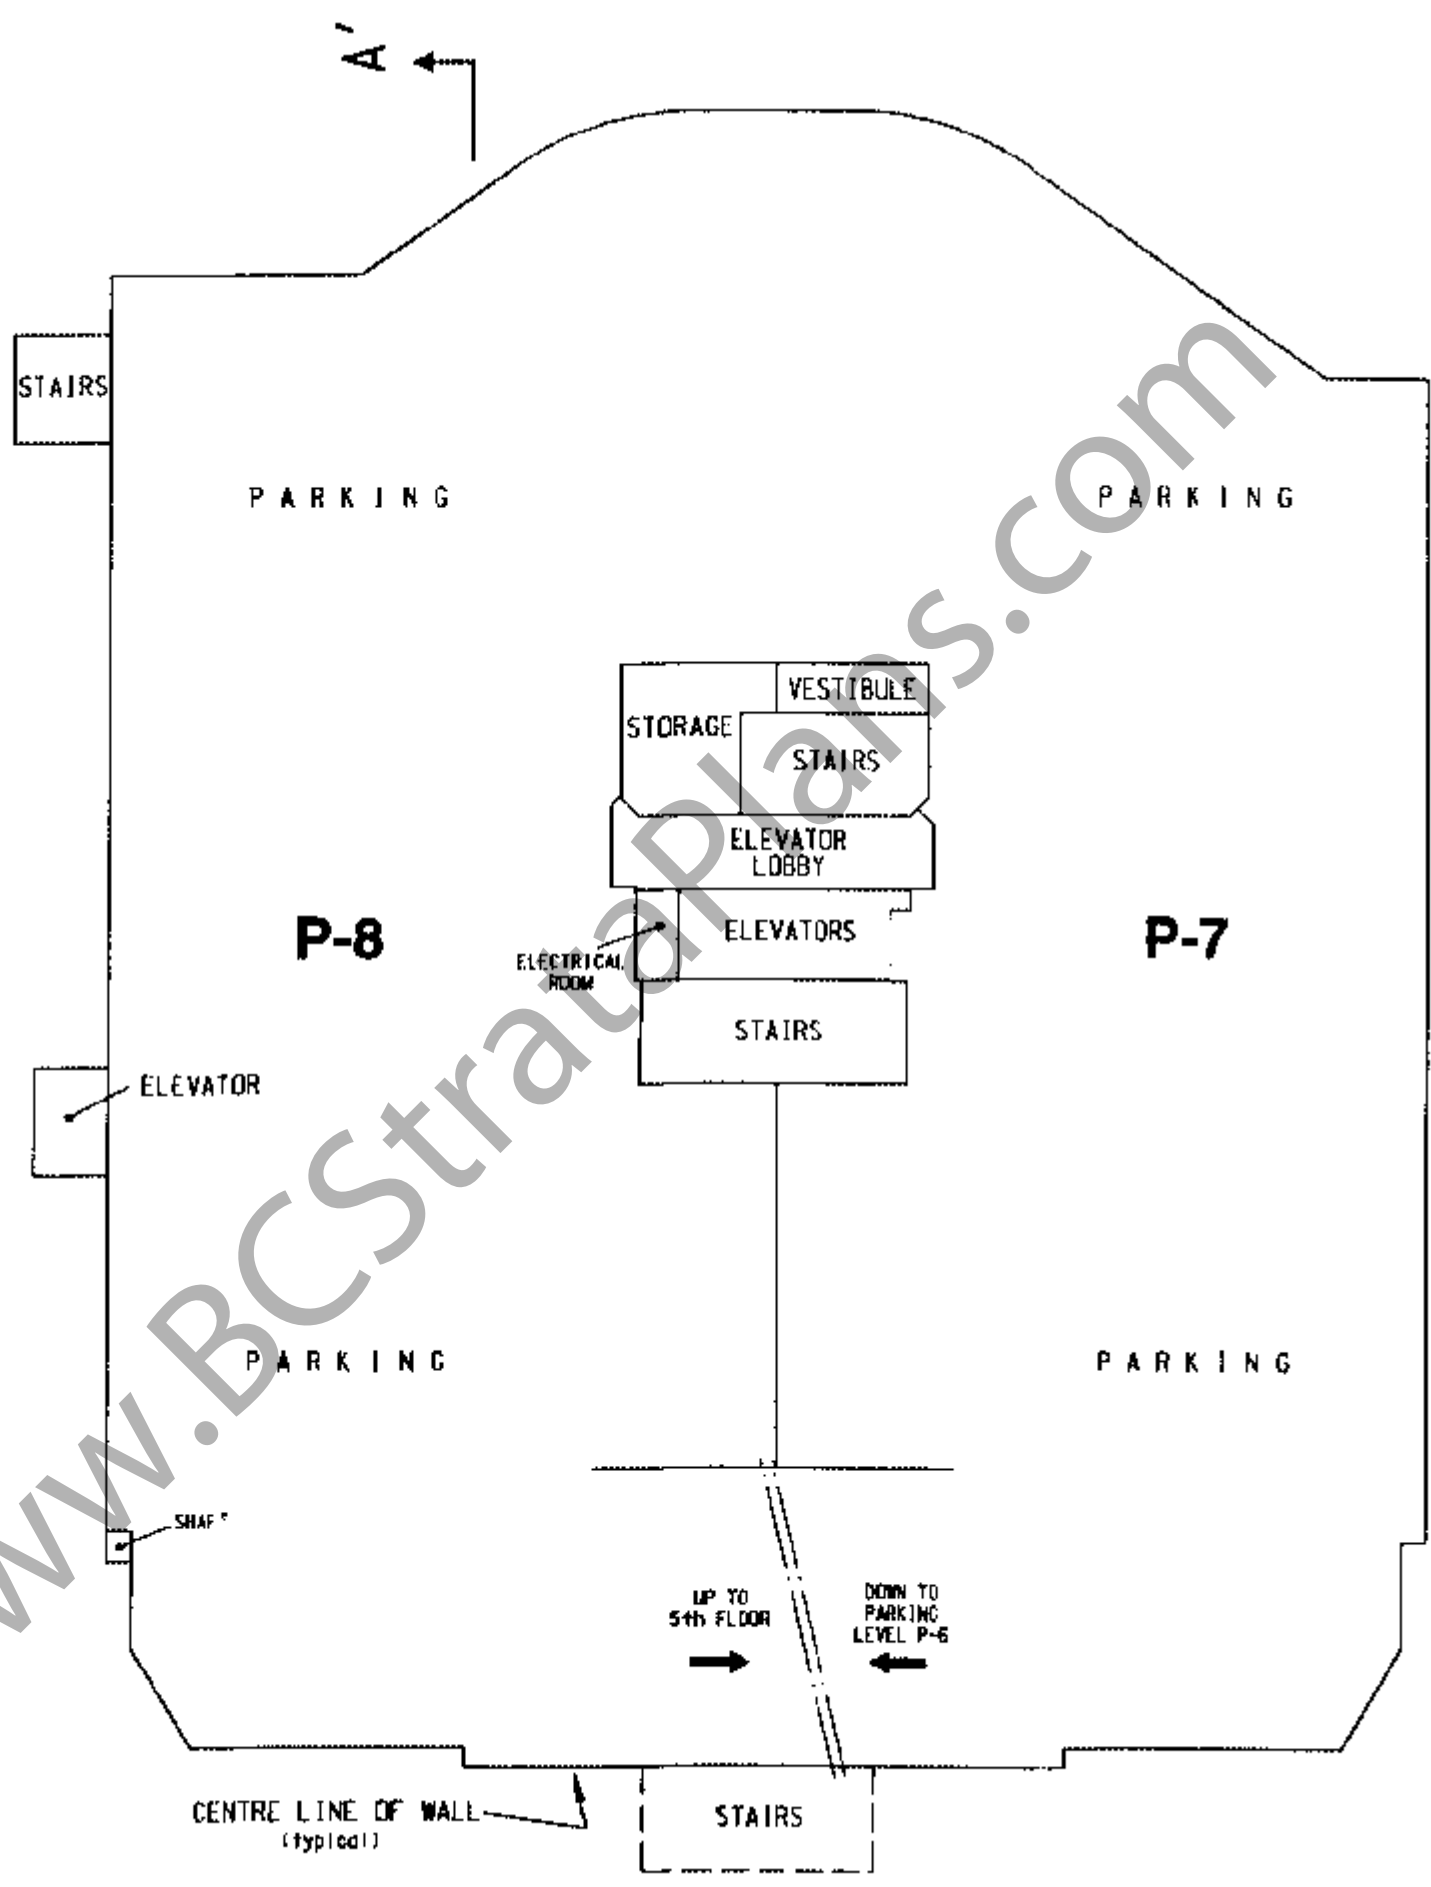 A'
STAIRS
PARKING
PARKING
VESTIBULE
STORAGE
STAIRS
ELEVATOR
LOBBY
P-8
ELEVATORS
P-7
ELECTRICAL
ROOM
STAIRS
ELEVATOR
PARKING
PARKING
SHAFT
UP TO
5th FLOOR
DOWN TO
PARKING
LEVEL P-6
CENTRE LINE OF WALL
(typical)
STAIRS
w.BCStrataPlans.com